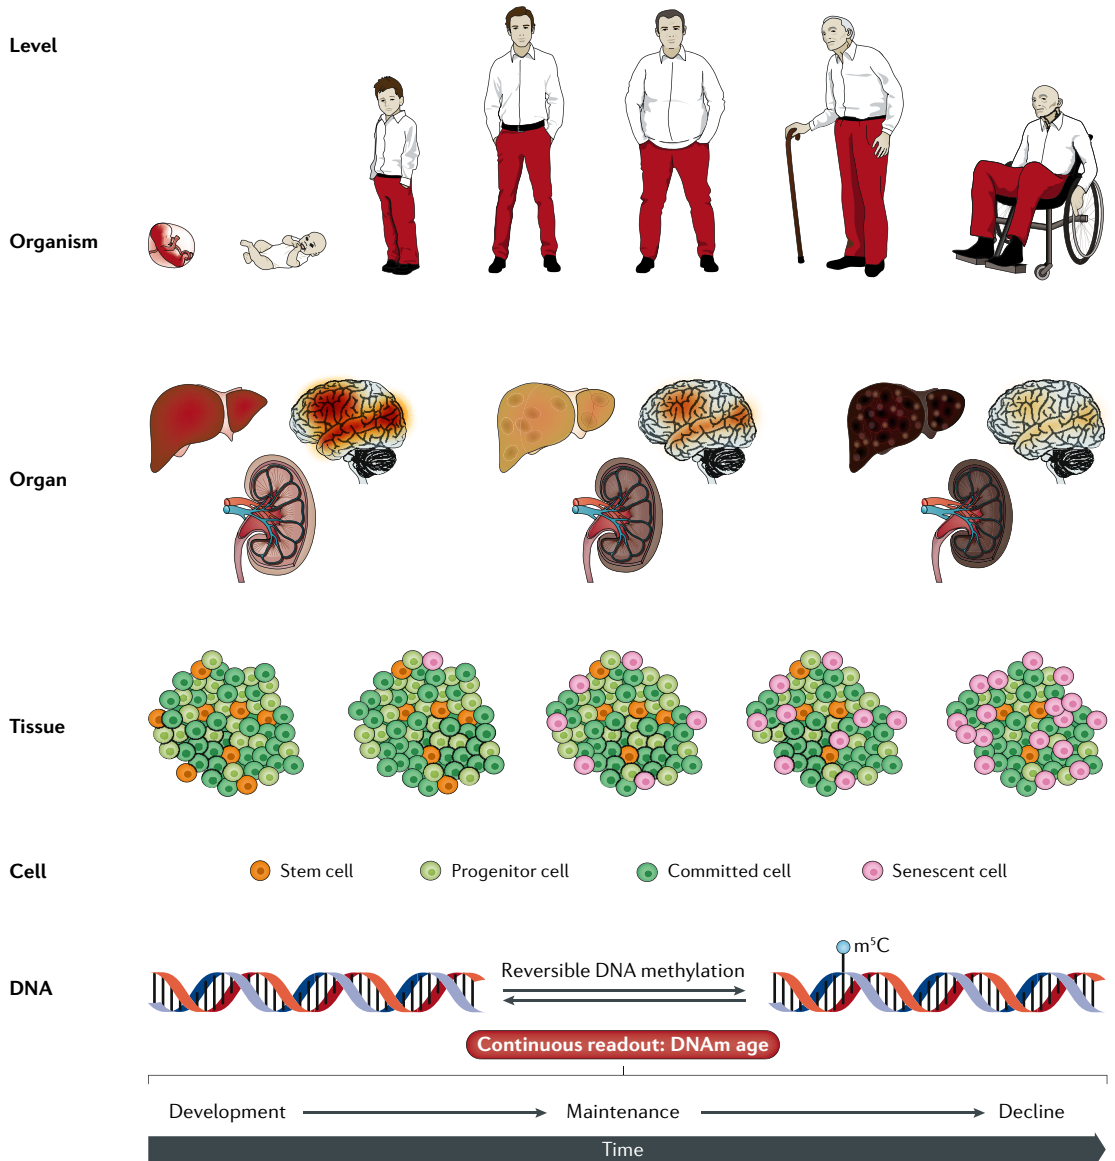 Level
Organism
Organ
Tissue
Cell
Stem cell
Progenitor cell
Committed cell
Senescent cell
DNA
Reversible DNA methylation
m⁵C
Continuous readout: DNAm age
Development
Maintenance
Decline
Time